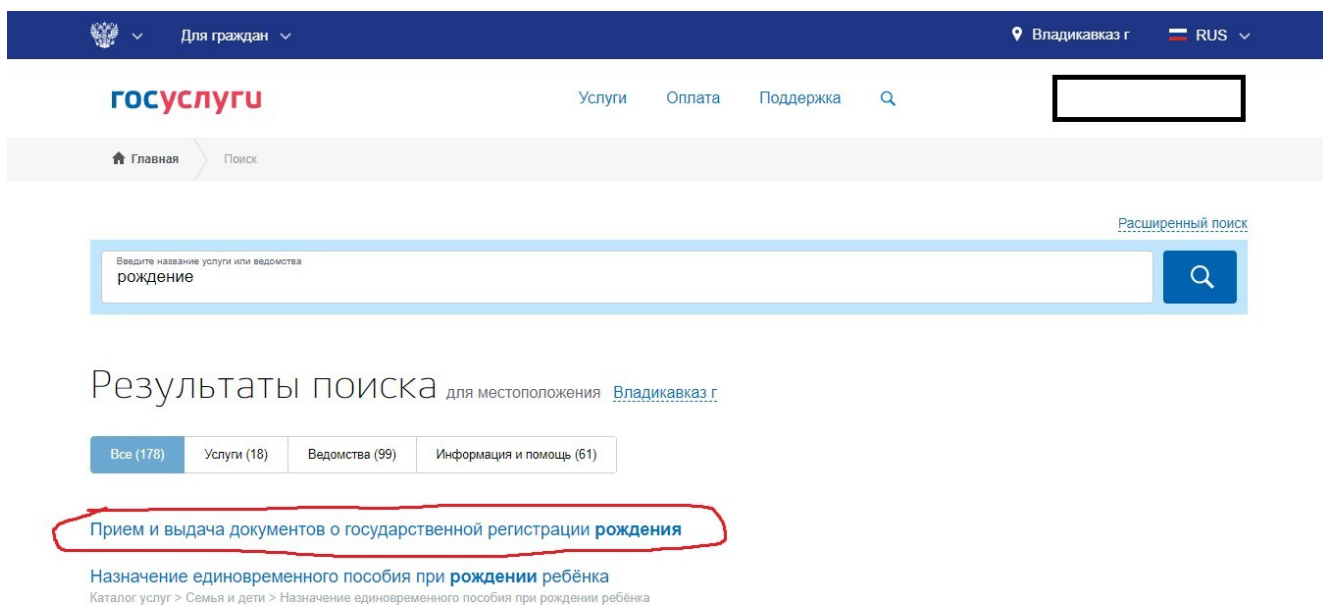 Для граждан
Владикавказ г
RUS
госуслуги
Услуги Оплата Поддержка
Главная Поиск
Расширенный поиск
Введите название услуги или ведомства
рождение
Результаты поиска для местоположения Владикавказ г
Все (178) Услуги (18) Ведомства (99) Информация и помощь (61)
Прием и выдача документов о государственной регистрации рождения
Назначение единовременного пособия при рождении ребёнка
Каталог услуг > Семья и дети > Назначение единовременного пособия при рождении ребёнка